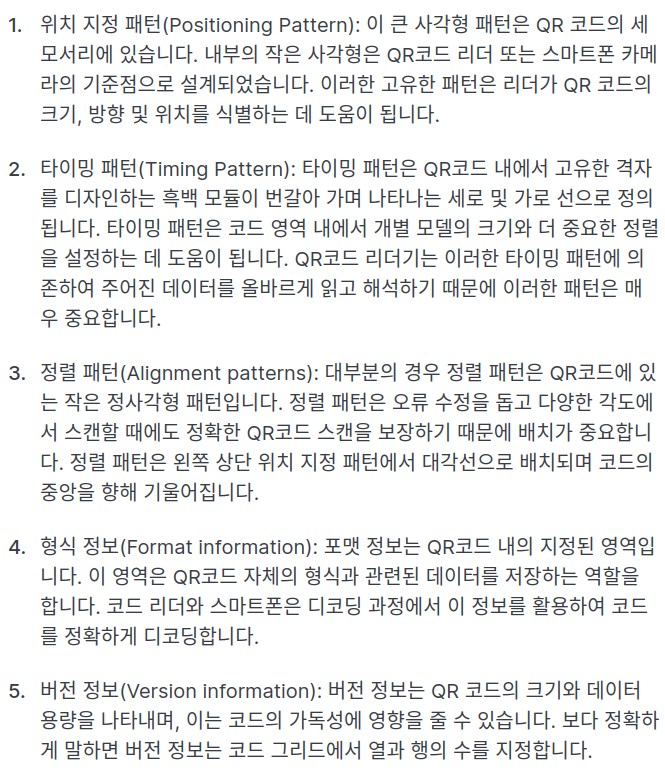 1. 위치 지정 패턴(Positioning Pattern): 이 큰 사각형 패턴은 QR 코드의 세
모서리에 있습니다. 내부의 작은 사각형은 QR코드 리더 또는 스마트폰 카메
라의 기준점으로 설계되었습니다. 이러한 고유한 패턴은 리더가 QR 코드의
크기, 방향 및 위치를 식별하는 데 도움이 됩니다.
2. 타이밍 패턴(Timing Pattern): 타이밍 패턴은 QR코드 내에서 고유한 격자
를 디자인하는 흑백 모듈이 번갈아 가며 나타나는 세로 및 가로 선으로 정의
됩니다. 타이밍 패턴은 코드 영역 내에서 개별 모델의 크기와 더 중요한 정렬
을 설정하는 데 도움이 됩니다. QR코드 리더기는 이러한 타이밍 패턴에 의
존하여 주어진 데이터를 올바르게 읽고 해석하기 때문에 이러한 패턴은 매
우 중요합니다.
3. 정렬 패턴(Alignment patterns): 대부분의 경우 정렬 패턴은 QR코드에 있
는 작은 정사각형 패턴입니다. 정렬 패턴은 오류 수정을 돕고 다양한 각도에
서 스캔할 때에도 정확한 QR코드 스캔을 보장하기 때문에 배치가 중요합니
다. 정렬 패턴은 왼쪽 상단 위치 지정 패턴에서 대각선으로 배치되며 코드의
중앙을 향해 기울어집니다.
4. 형식 정보(Format information): 포맷 정보는 QR코드 내의 지정된 영역입
니다. 이 영역은 QR코드 자체의 형식과 관련된 데이터를 저장하는 역할을
합니다. 코드 리더와 스마트폰은 디코딩 과정에서 이 정보를 활용하여 코드
를 정확하게 디코딩합니다.
5. 버전 정보(Version information): 버전 정보는 QR 코드의 크기와 데이터
용량을 나타내며, 이는 코드의 가독성에 영향을 줄 수 있습니다. 보다 정확하
게 말하면 버전 정보는 코드 그리드에서 열과 행의 수를 지정합니다.